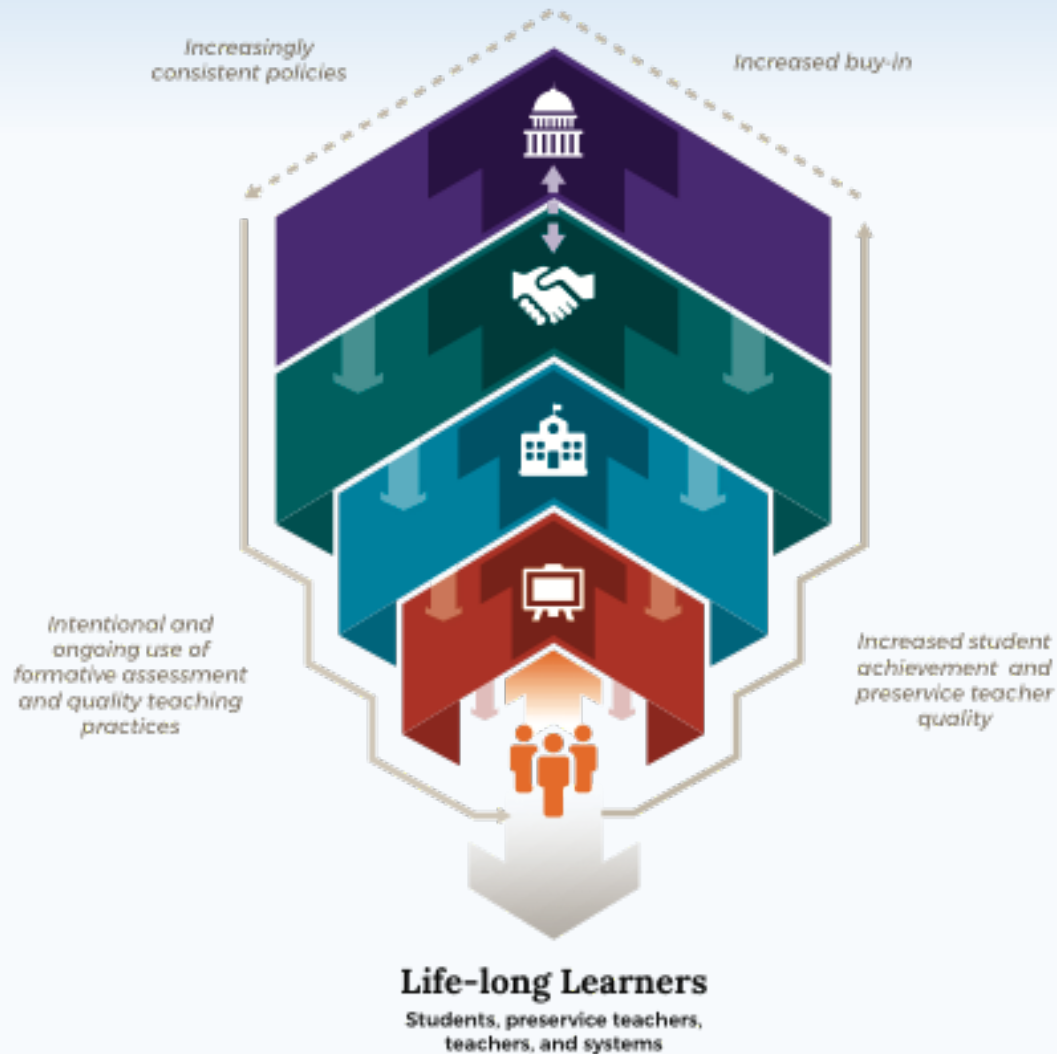 Increasingly
consistent policies
Increased buy-in
Intentional and
ongoing use of
formative assessment
and quality teaching
practices
Increased student
achievement and
preservice teacher
quality
Life-long Learners
Students, preservice teachers,
teachers, and systems